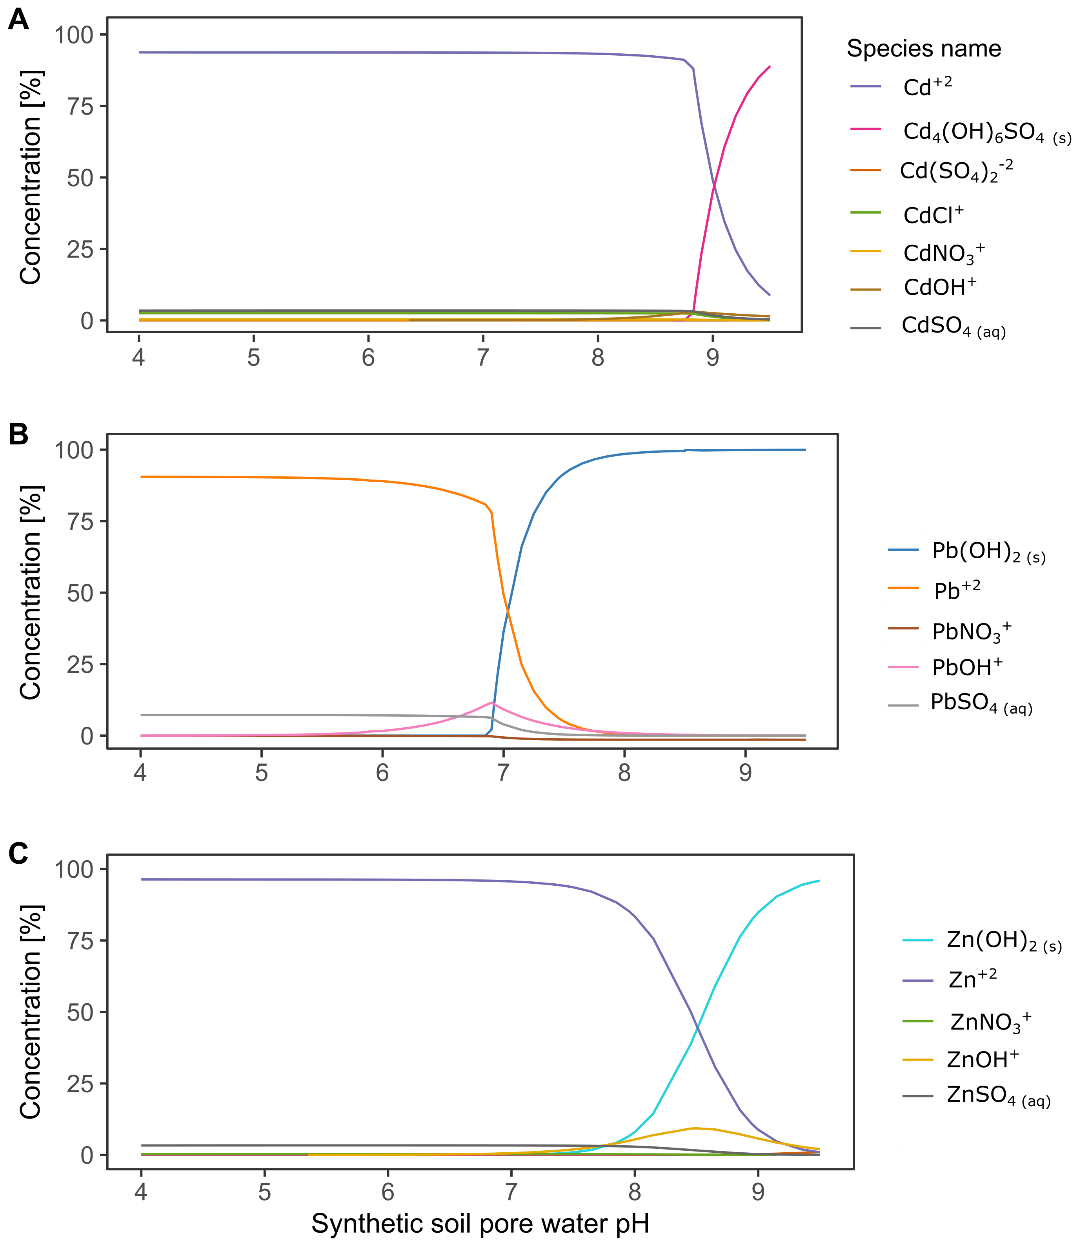 A
Concentration [%]
100
75
50
25
0
4 5 6 7 8 9
Species name
Cd⁺²
Cd₄(OH)₆SO₄ (s)
Cd(SO₄)₂⁻²
CdCl⁺
CdNO₃⁺
CdOH⁺
CdSO₄ (aq)
B
Concentration [%]
100
75
50
25
0
4 5 6 7 8 9
Pb(OH)₂ (s)
Pb⁺²
PbNO₃⁺
PbOH⁺
PbSO₄ (aq)
C
Concentration [%]
100
75
50
25
0
4 5 6 7 8 9
Synthetic soil pore water pH
Zn(OH)₂ (s)
Zn⁺²
ZnNO₃⁺
ZnOH⁺
ZnSO₄ (aq)